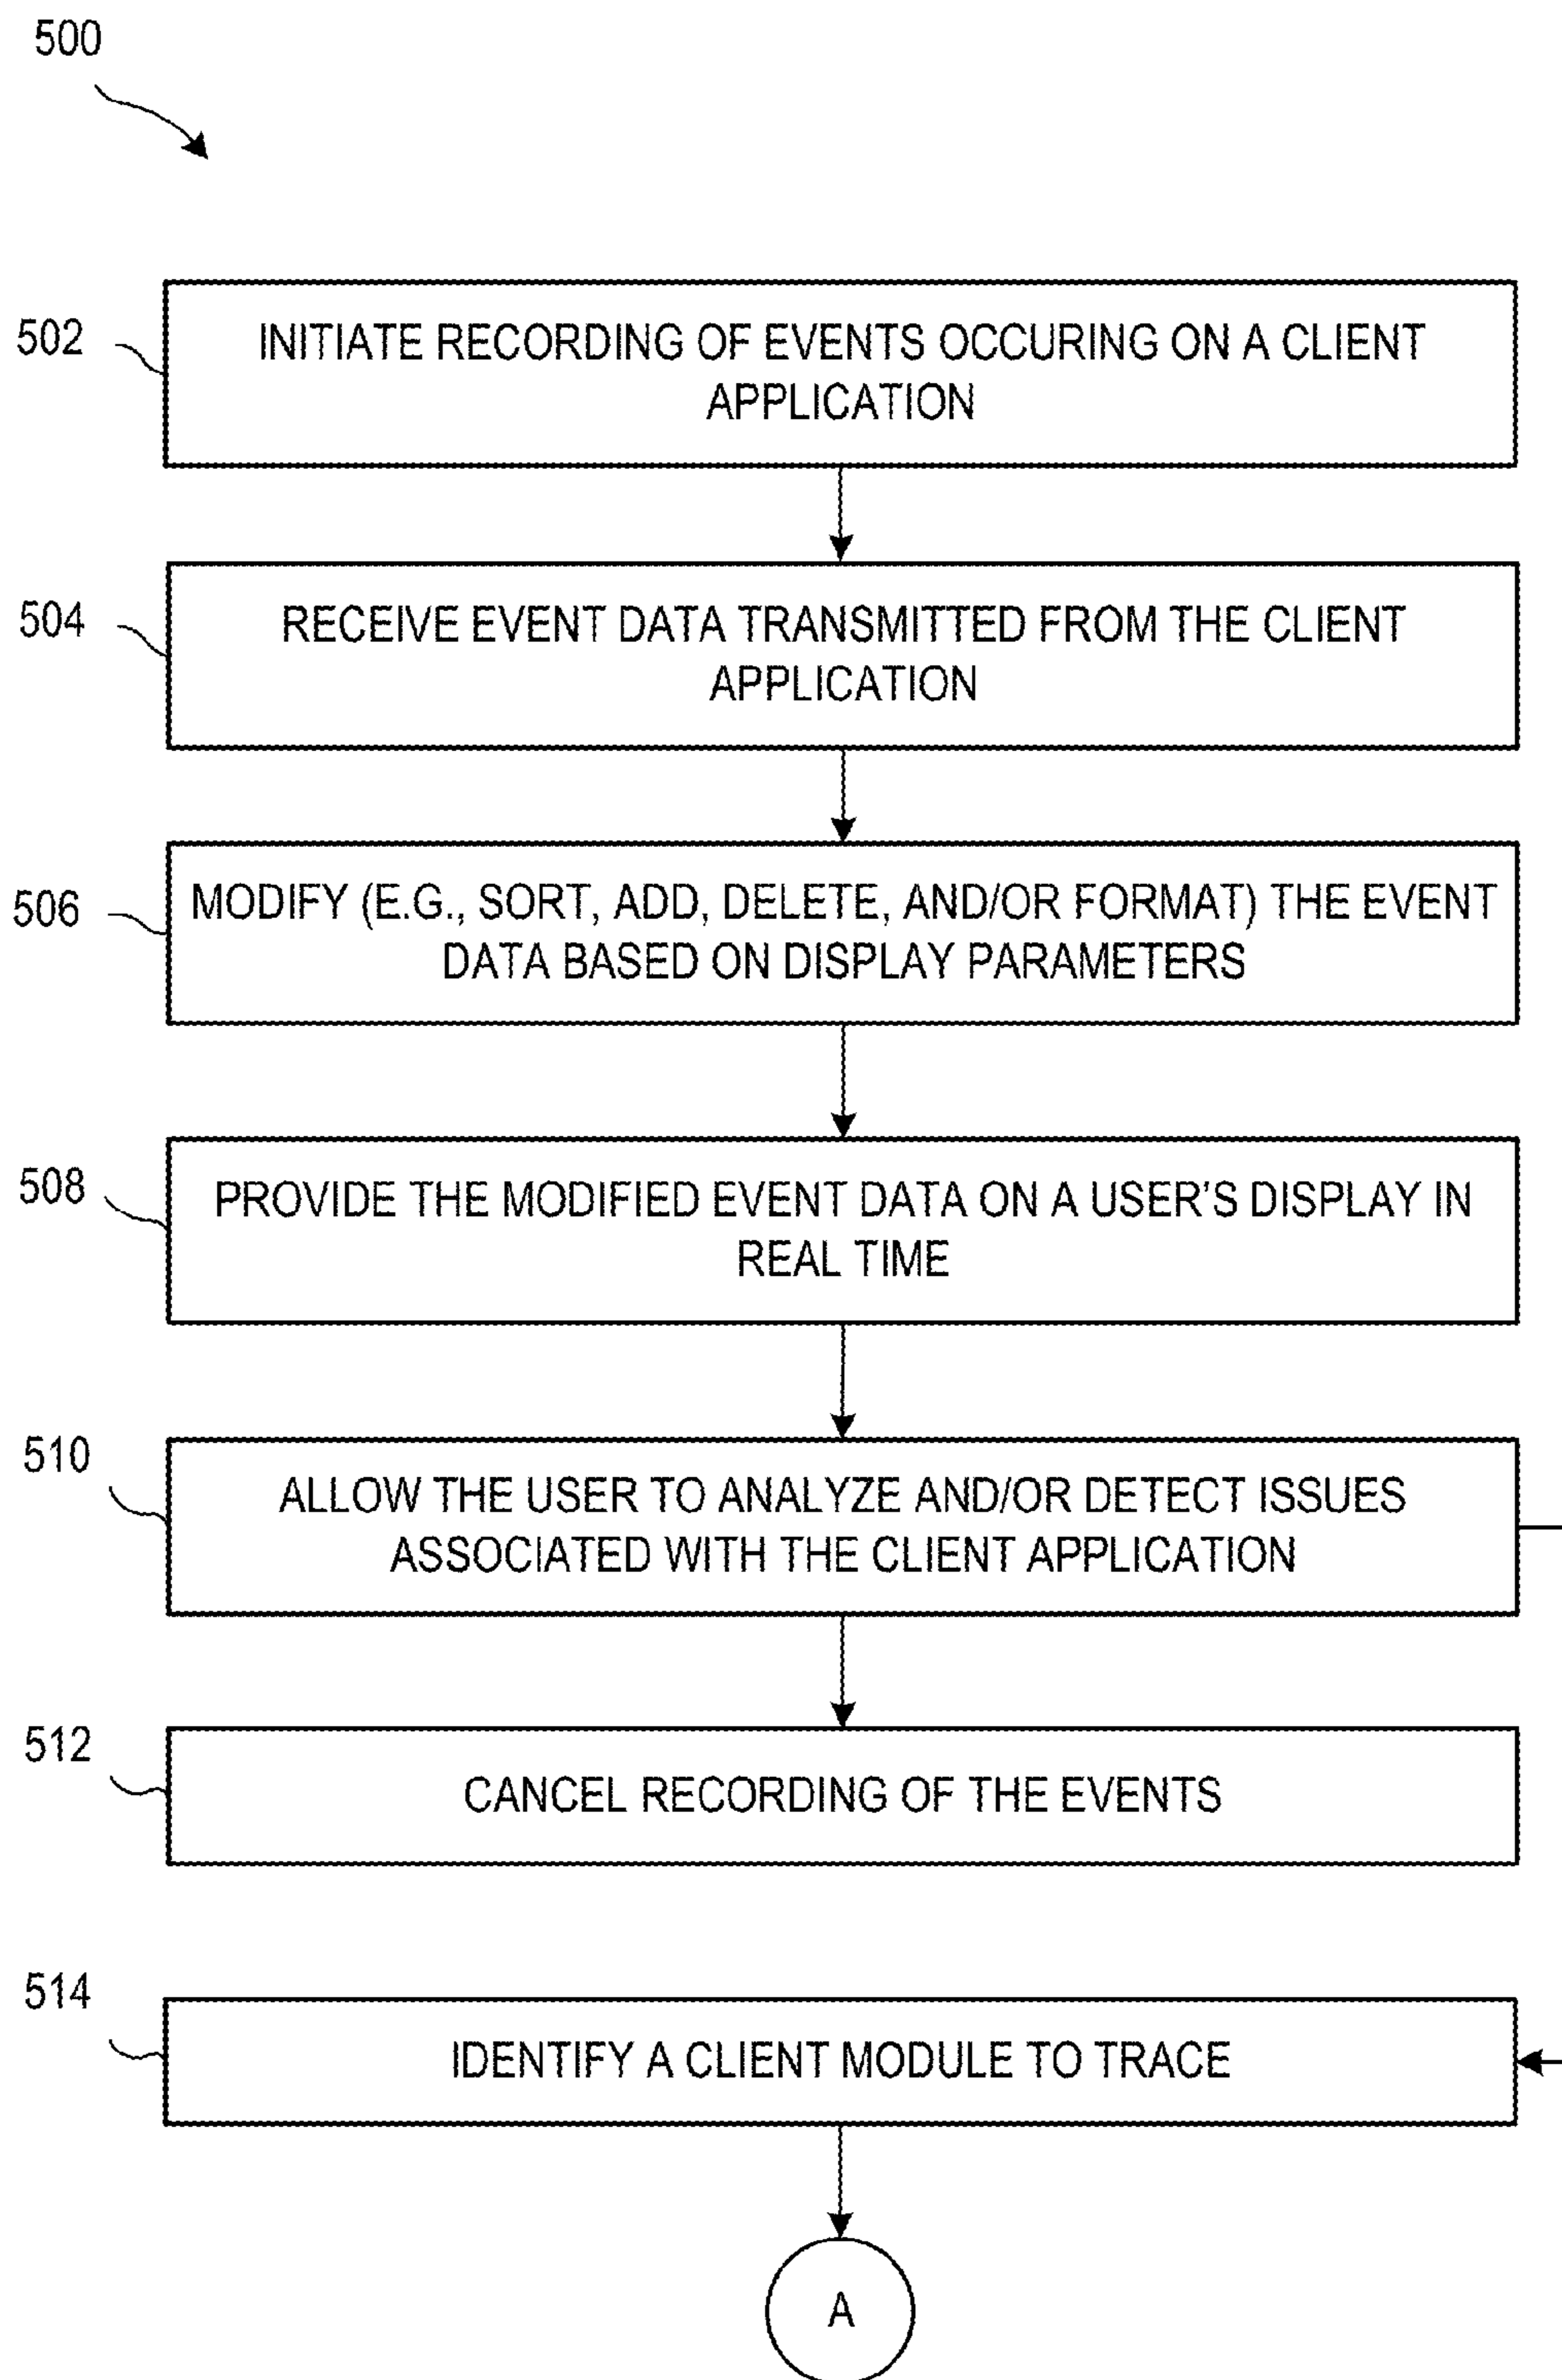 500
502
INITIATE RECORDING OF EVENTS OCCURING ON A CLIENT
APPLICATION
504
RECEIVE EVENT DATA TRANSMITTED FROM THE CLIENT
APPLICATION
506
MODIFY (E.G., SORT, ADD, DELETE, AND/OR FORMAT) THE EVENT
DATA BASED ON DISPLAY PARAMETERS
508
PROVIDE THE MODIFIED EVENT DATA ON A USER'S DISPLAY IN
REAL TIME
510
ALLOW THE USER TO ANALYZE AND/OR DETECT ISSUES
ASSOCIATED WITH THE CLIENT APPLICATION
512
CANCEL RECORDING OF THE EVENTS
514
IDENTIFY A CLIENT MODULE TO TRACE
A